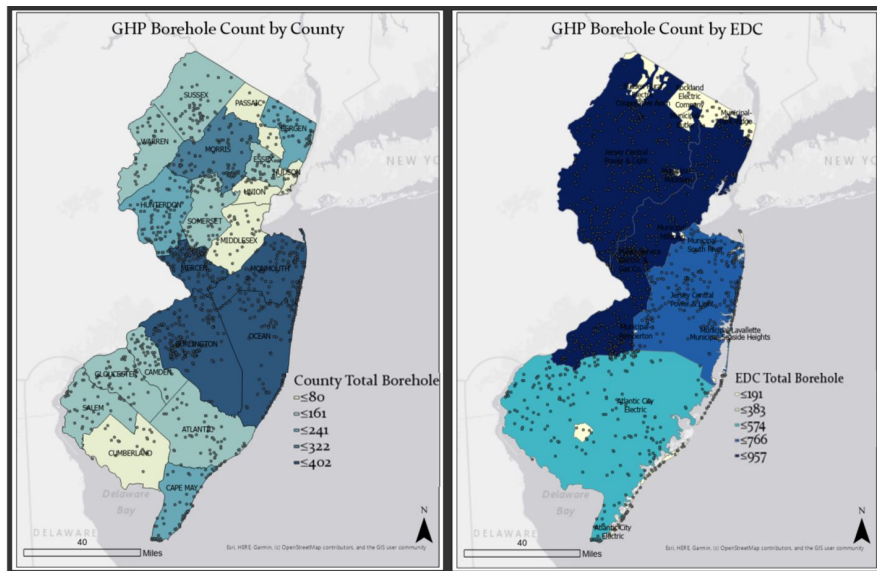 GHP Borehole Count by County
SUSSEX
PASSAIC
BERGEN
WARREN
MORRIS
ESSEX
HUDSON
UNION
HUNTERDON
SOMERSET
MIDDLESEX
MERCER
MONMOUTH
OCEAN
BURLINGTON
CAMDEN
GLOUCESTER
SALEM
ATLANTIC
CUMBERLAND
CAPE MAY
NEW YO
Delaware
Bay
DELAWARE
County Total Borehole
≤80
≤161
≤241
≤322
≤402
N
40
Miles
Esri, HERE, Garmin, (c) OpenStreetMap contributors, and the GIS user community
GHP Borehole Count by EDC
Rockland
Electric
Company
Municipal-
Jersey Central
Power & Light
NEW YO
Municipal
South River
Jersey Central
Power & Light
Municipal-Lavallette
Municipal-Seaside Heights
Municipal-
Pemberton
Atlantic City
Electric
Atlantic City
Electric
Delaware
Bay
DELAWARE
EDC Total Borehole
≤191
≤383
≤574
≤766
≤957
N
40
Miles
Esri, HERE, Garmin, (c) OpenStreetMap contributors, and the GIS user community